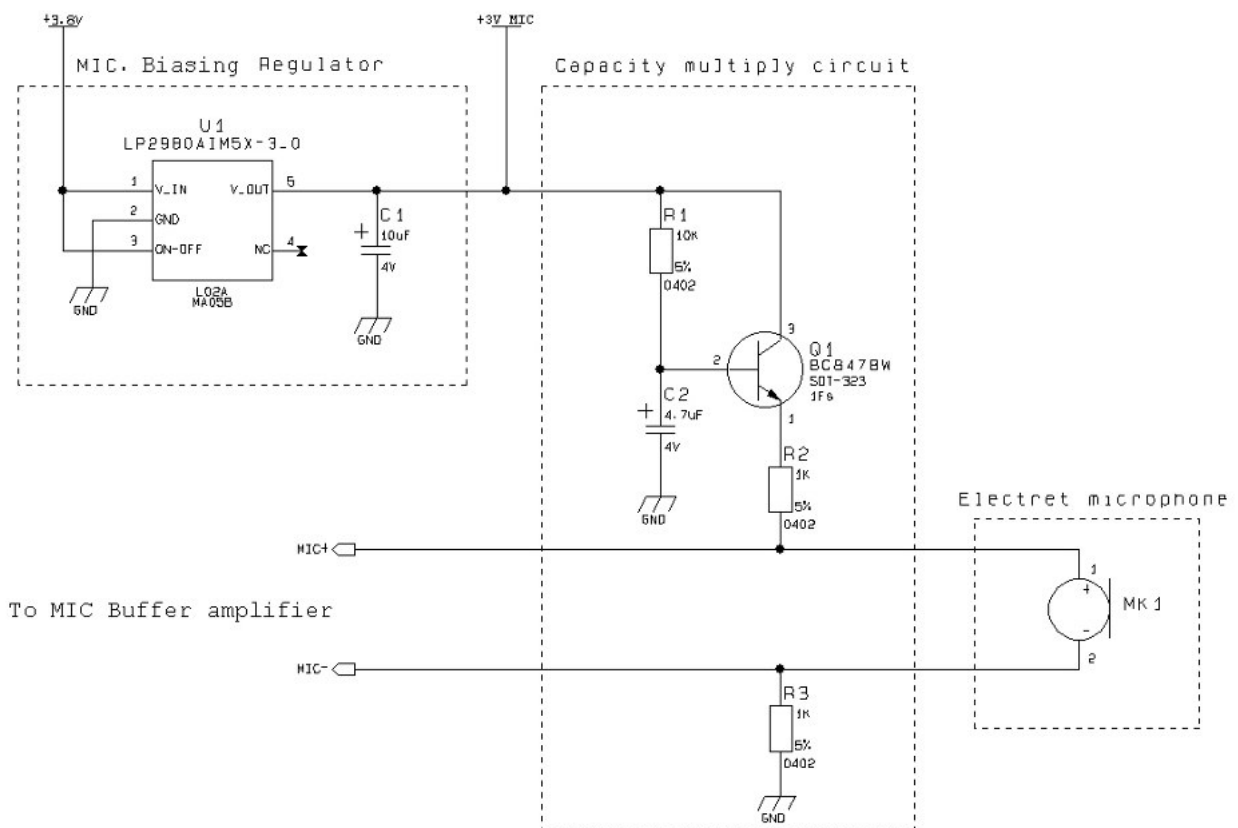 +3.8V
+3V MIC
MIC. Biasing Regulator
Capacity multiply circuit
U1
LP2980AIM5X-3_0
1
V_IN
V_OUT
5
2
GND
3
ON-OFF
NC
4
L02A
MA05B
GND
C1
+
10uF
4V
GND
R1
10K
5%
0402
2
3
Q1
BC847BW
SOT-323
1Fs
1
C2
+
4.7uF
4V
GND
R2
1K
5%
0402
Electret microphone
MIC+
1
+
MK1
-
2
To MIC Buffer amplifier
MIC-
R3
1K
5%
0402
GND